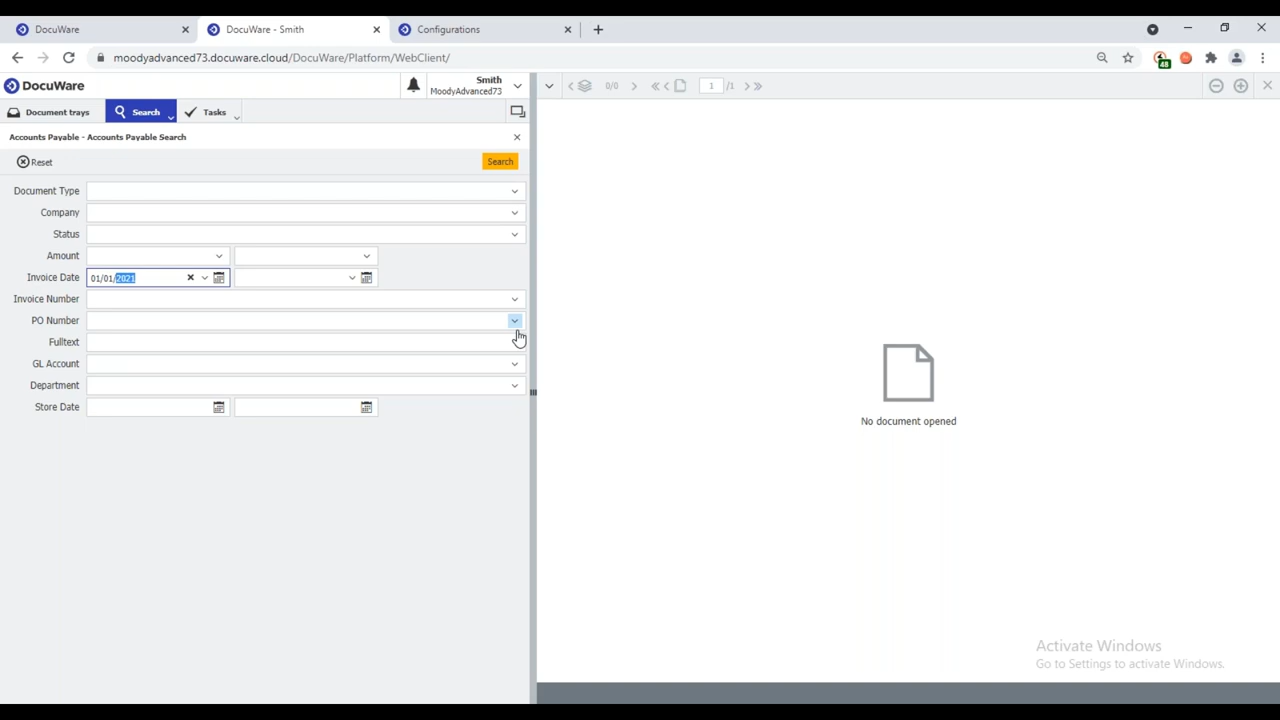 DocuWare
DocuWare - Smith
Configurations
moodyadvanced73.docuware.cloud/DocuWare/Platform/WebClient/
48
DocuWare
Smith
MoodyAdvanced73
0/0
1 /1
Document trays
Search
Tasks
Accounts Payable - Accounts Payable Search
Reset
Search
Document Type
Company
Status
Amount
Invoice Date 01/01/2021
Invoice Number
PO Number
Fulltext
GL Account
Department
Store Date
No document opened
Activate Windows
Go to Settings to activate Windows.